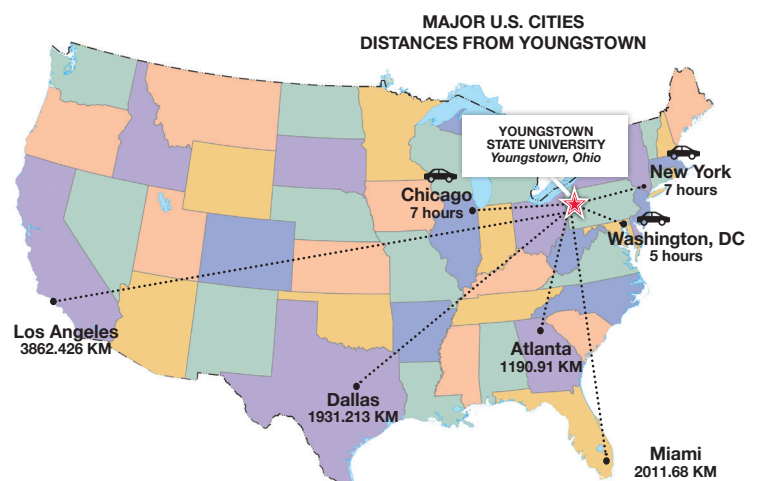 MAJOR U.S. CITIES
DISTANCES FROM YOUNGSTOWN
YOUNGSTOWN
STATE UNIVERSITY
Youngstown, Ohio
New York
7 hours
Chicago
7 hours
Washington, DC
5 hours
Los Angeles
3862.426 KM
Atlanta
1190.91 KM
Dallas
1931.213 KM
Miami
2011.68 KM